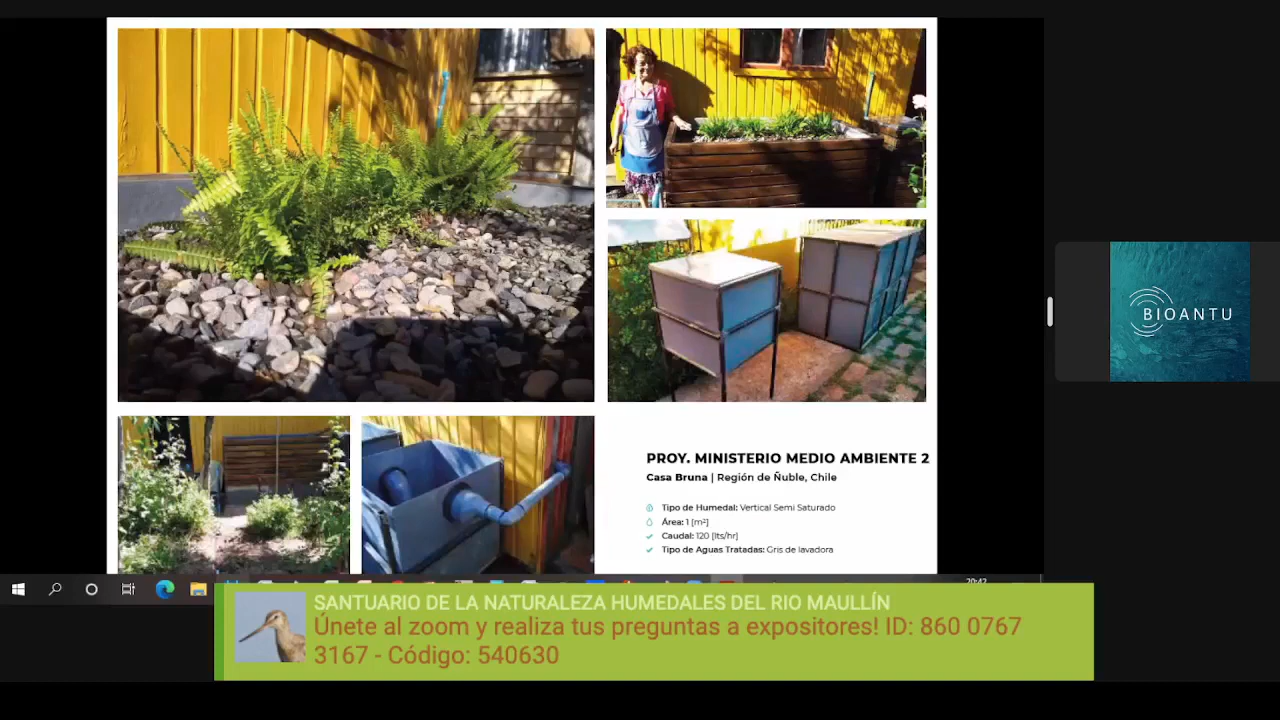 BIOANTU
PROY. MINISTERIO MEDIO AMBIENTE 2
Casa Bruna | Región de Ñuble, Chile
Tipo de Humedal: Vertical Semi Saturado
Área: 1 [m²]
Caudal: 120 [lts/hr]
Tipo de Aguas Tratadas: Gris de lavadora
20:42
SANTUARIO DE LA NATURALEZA HUMEDALES DEL RIO MAULLÍN
Únete al zoom y realiza tus preguntas a expositores! ID: 860 0767
3167 - Código: 540630